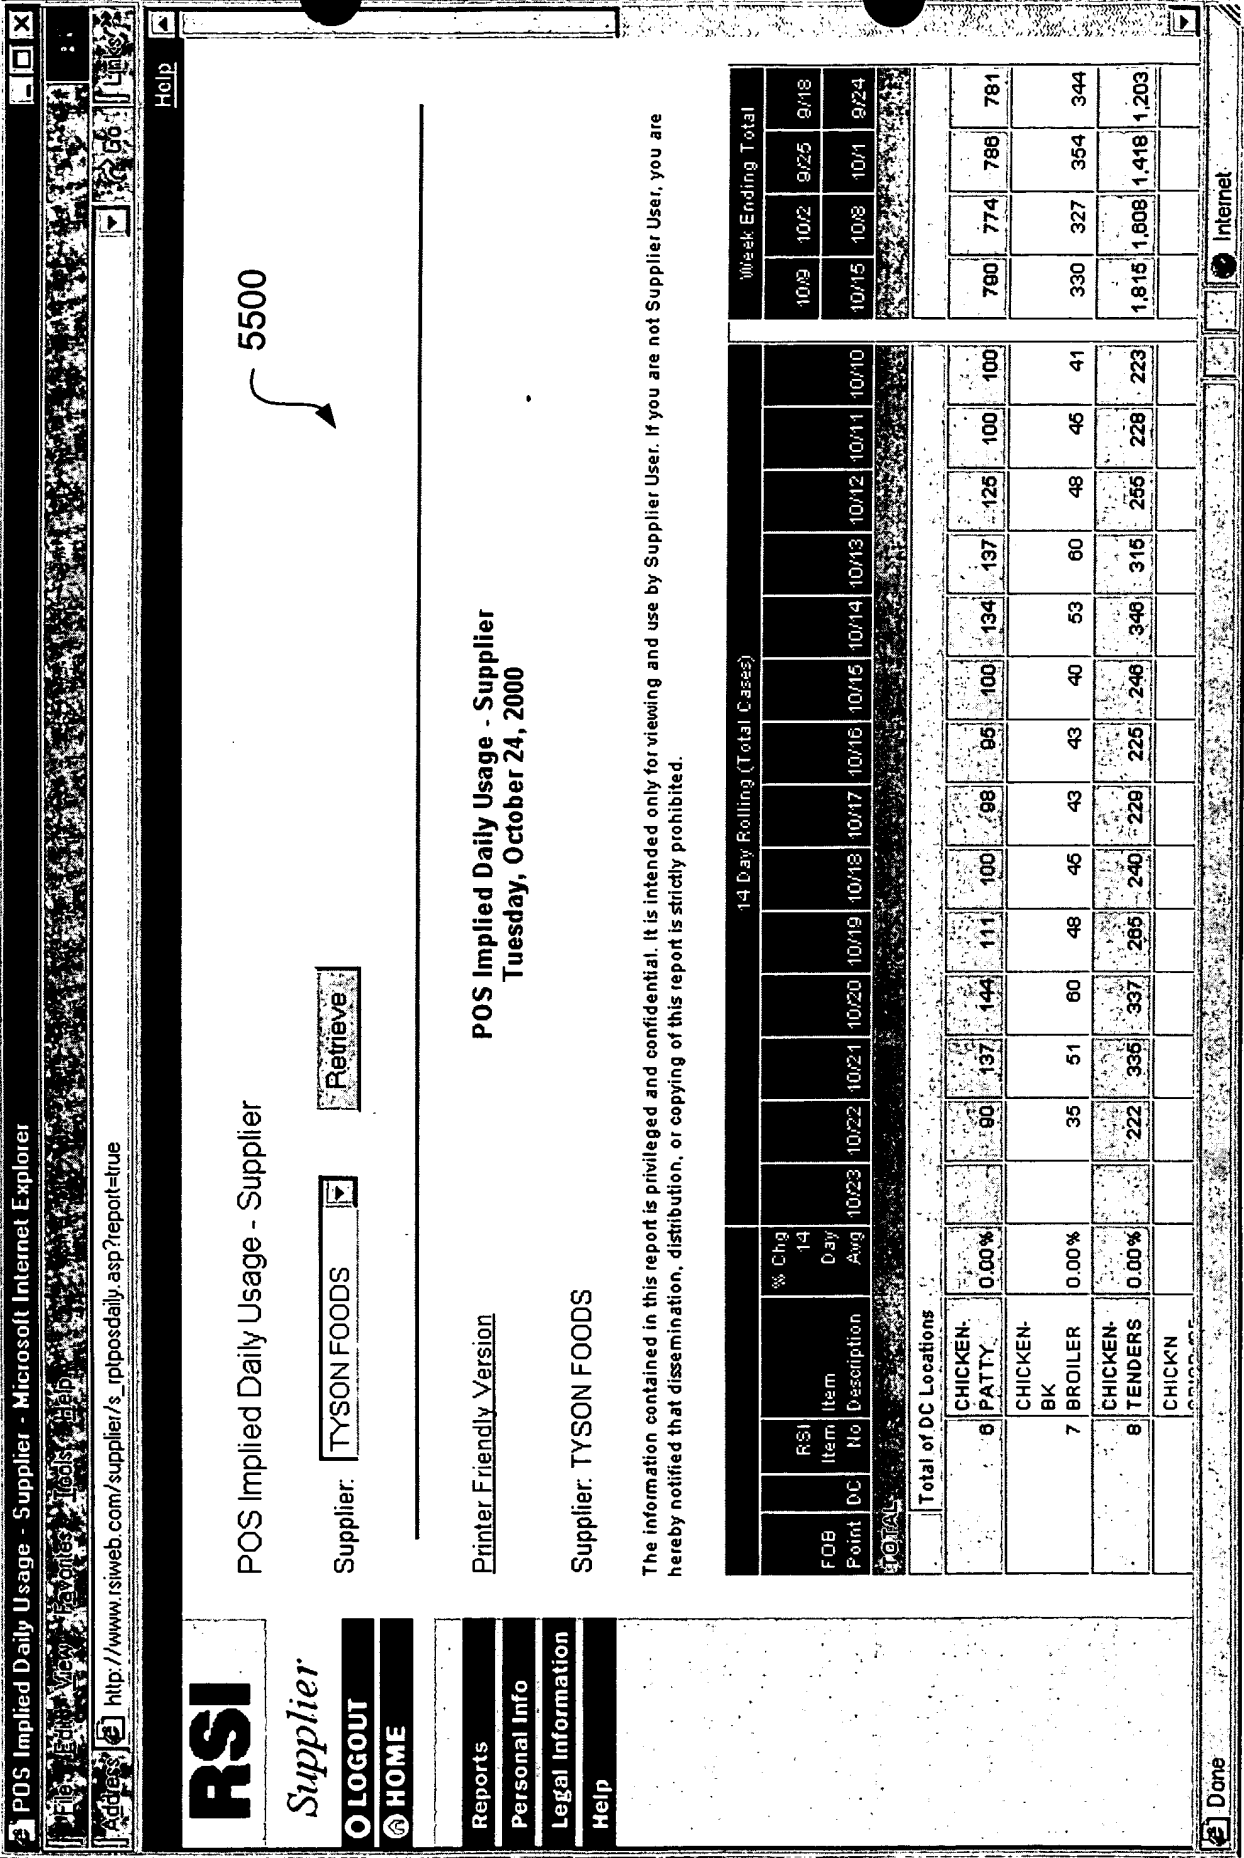 POS Implied Daily Usage - Supplier - Microsoft Internet Explorer
File Edit View Favorites Tools Help
Address http://www.rsiweb.com/supplier/s_rptposdaily.asp?report=true Go Links
Help
RSI
Supplier
LOGOUT
HOME
Reports
Personal Info
Legal Information
Help
POS Implied Daily Usage - Supplier
5500
Supplier: TYSON FOODS Retrieve
Printer Friendly Version
POS Implied Daily Usage - Supplier
Tuesday, October 24, 2000
Supplier: TYSON FOODS
The information contained in this report is privileged and confidential. It is intended only for viewing and use by Supplier User. If you are not Supplier User, you are
hereby notified that dissemination, distribution, or copying of this report is strictly prohibited.
14 Day Rolling (Total Cases) Week Ending Total
FOB Point DC RSI Item No Item Description % Chg 14 Day Avg 10/23 10/22 10/21 10/20 10/19 10/18 10/17 10/16 10/15 10/14 10/13 10/12 10/11 10/10 10/9 10/15 10/2 10/8 9/25 10/1 9/18 9/24
TOTAL
Total of DC Locations
6 CHICKEN-PATTY 0.00% 90 137 144 111 100 98 95 100 134 137 125 100 100 790 774 786 781
7 CHICKEN-BK BROILER 0.00% 35 51 60 48 45 43 43 40 53 60 48 45 41 330 327 354 344
8 CHICKEN-TENDERS 0.00% 222 335 337 265 240 229 225 246 346 315 255 228 223 1,815 1,608 1,418 1,203
CHICK'N
Done Internet